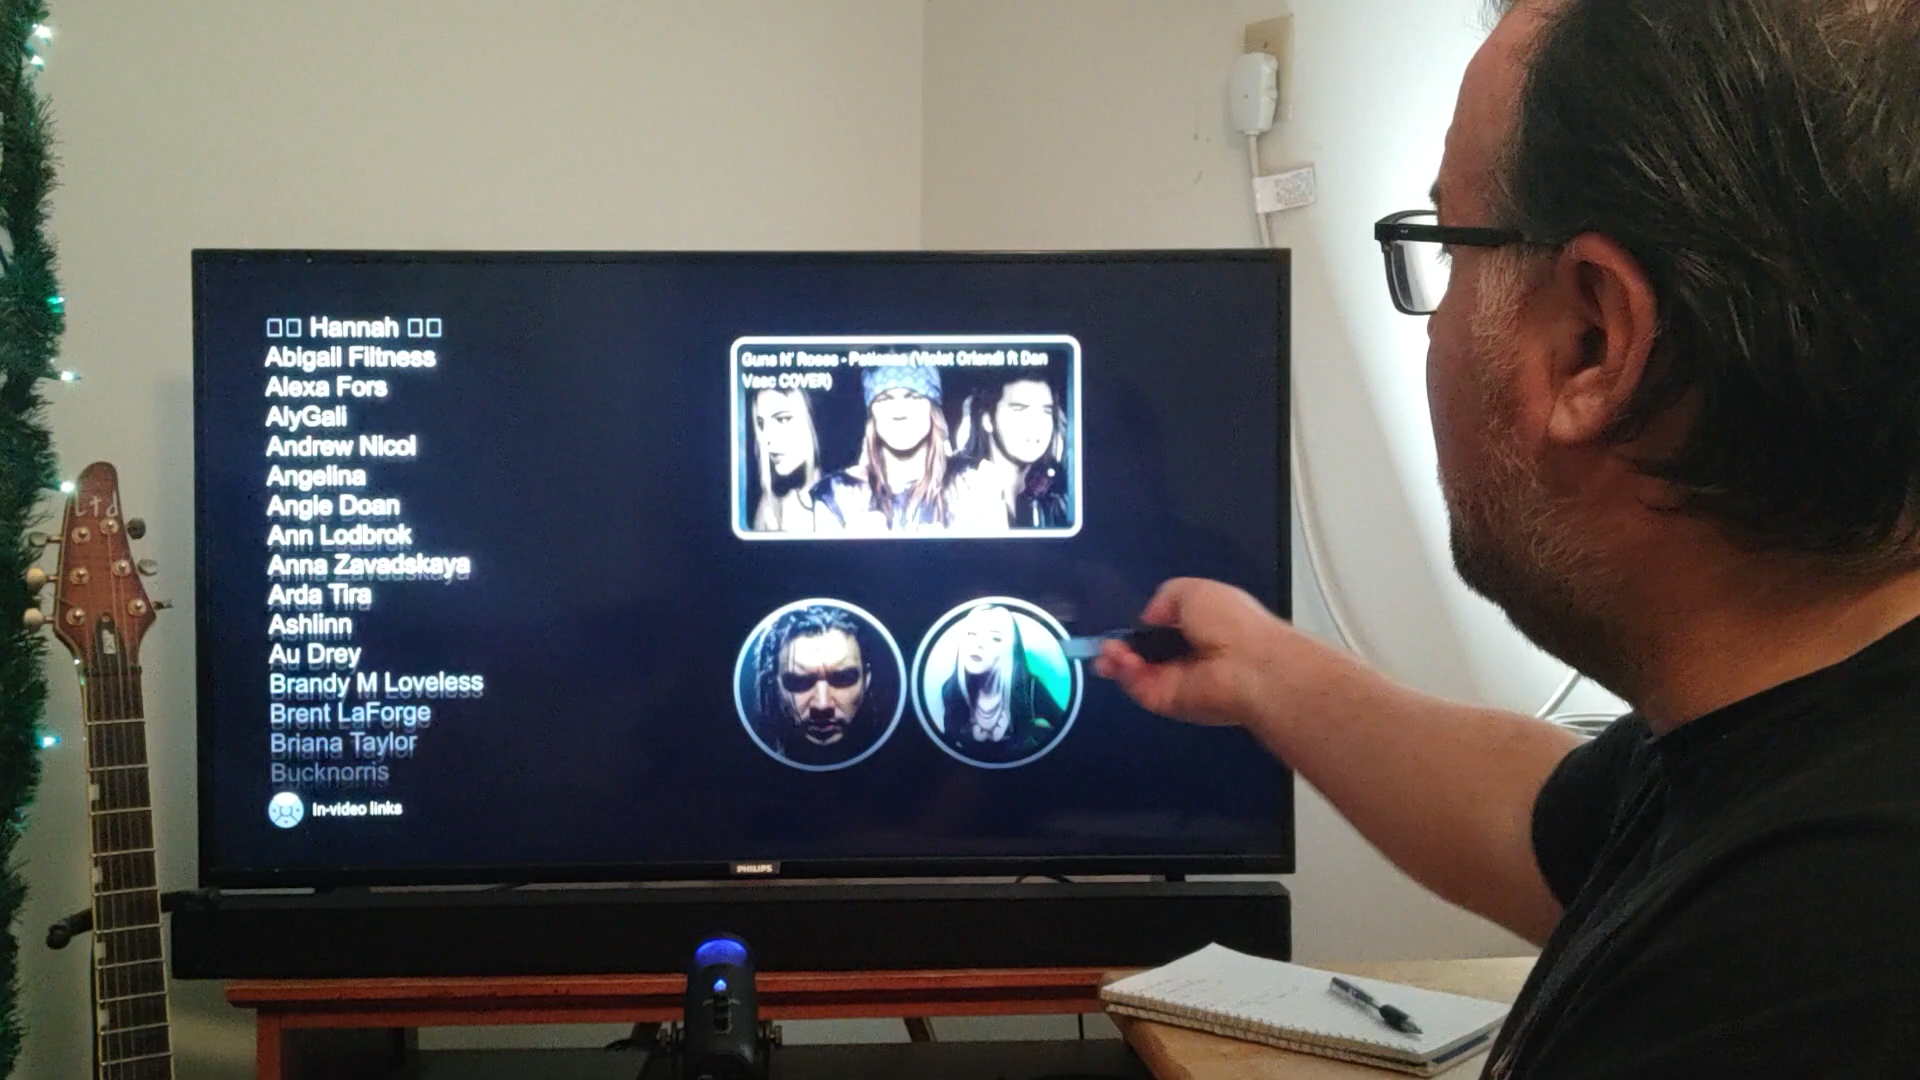 Ltd
Hannah
Abigail Fiitness
Alexa Fors
AlyGali
Andrew Nicol
Angelina
Angie Doan
Ann Lodbrok
Anna Zavadskaya
Arda Tira
Ashlinn
Au Drey
Brandy M Loveless
Brent LaForge
Briana Taylor
Bucknorris
In-video links
Guns N' Roses - Patience (Violet Orlandi ft Dan
Vasc COVER)
PHILIPS